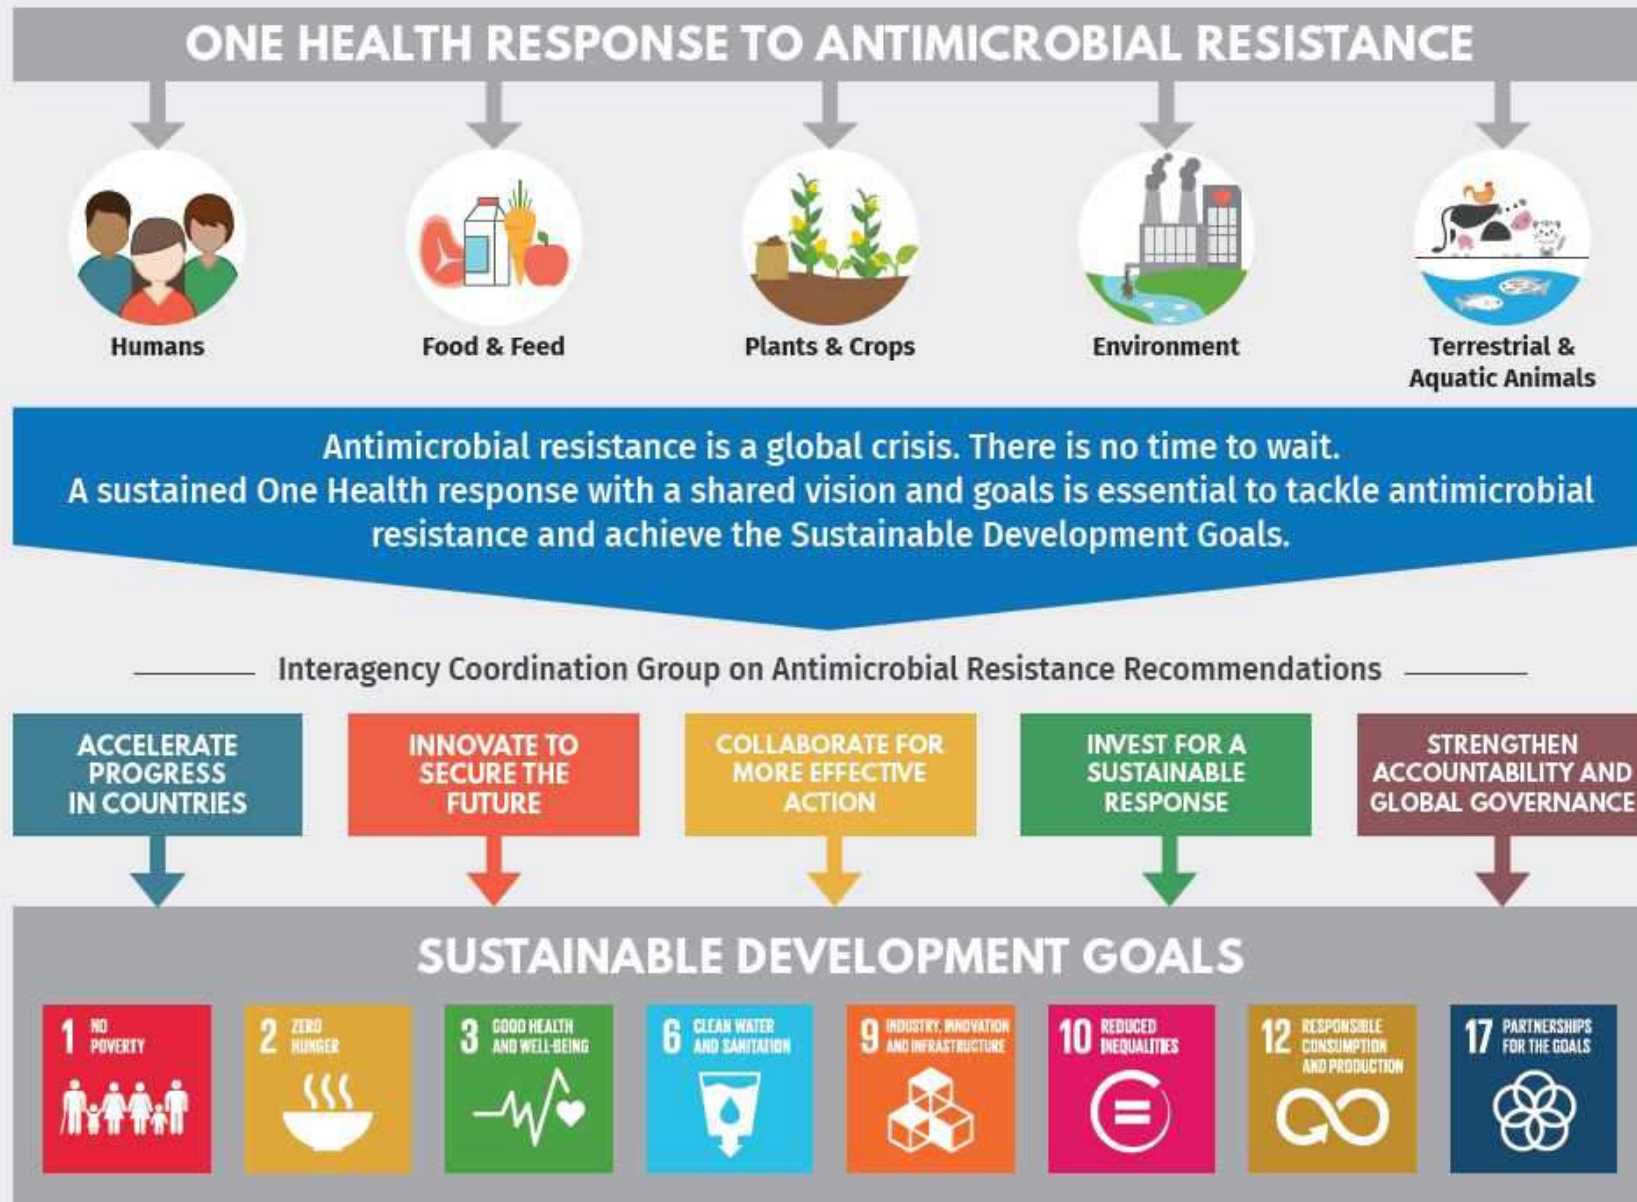 ONE HEALTH RESPONSE TO ANTIMICROBIAL RESISTANCE
Humans
Food & Feed
Plants & Crops
Environment
Terrestrial &
Aquatic Animals
Antimicrobial resistance is a global crisis. There is no time to wait.
A sustained One Health response with a shared vision and goals is essential to tackle antimicrobial
resistance and achieve the Sustainable Development Goals.
Interagency Coordination Group on Antimicrobial Resistance Recommendations
ACCELERATE
PROGRESS
IN COUNTRIES
INNOVATE TO
SECURE THE
FUTURE
COLLABORATE FOR
MORE EFFECTIVE
ACTION
INVEST FOR A
SUSTAINABLE
RESPONSE
STRENGTHEN
ACCOUNTABILITY AND
GLOBAL GOVERNANCE
SUSTAINABLE DEVELOPMENT GOALS
1 NO
POVERTY
2 ZERO
HUNGER
3 GOOD HEALTH
AND WELL-BEING
6 CLEAN WATER
AND SANITATION
9 INDUSTRY, INNOVATION
AND INFRASTRUCTURE
10 REDUCED
INEQUALITIES
12 RESPONSIBLE
CONSUMPTION
AND PRODUCTION
17 PARTNERSHIPS
FOR THE GOALS